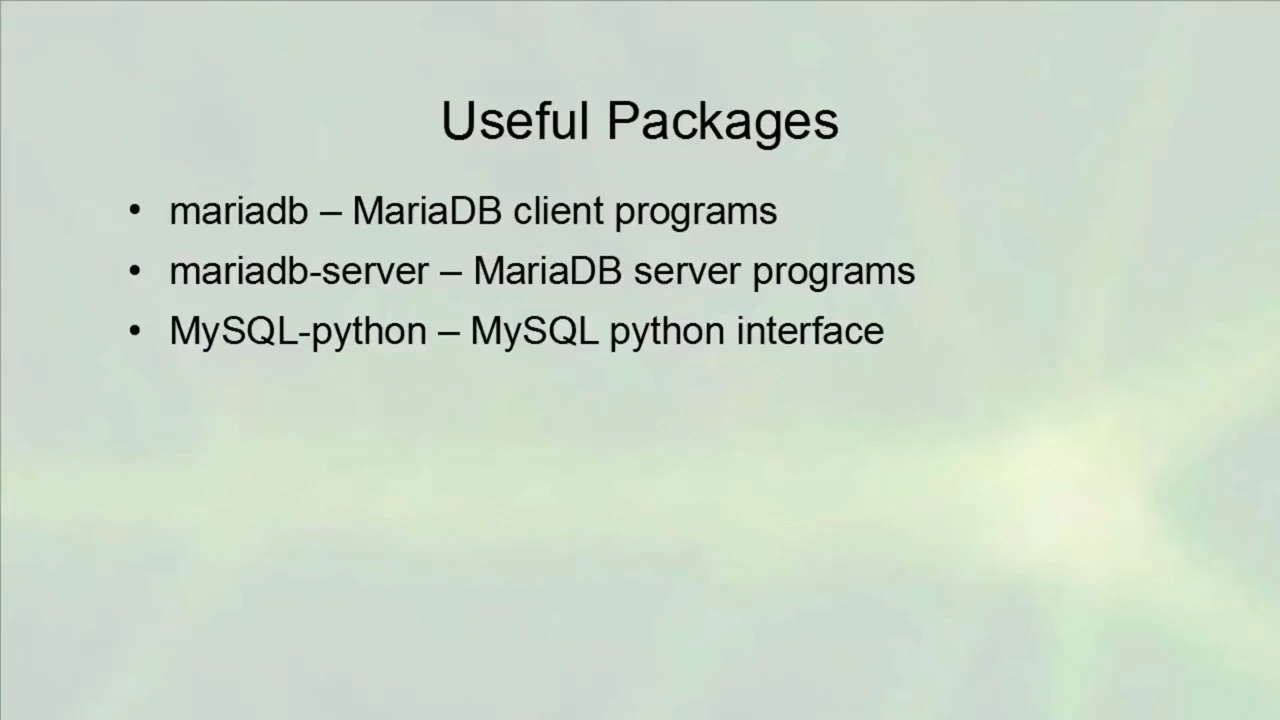 Useful Packages
• mariadb – MariaDB client programs
• mariadb-server – MariaDB server programs
• MySQL-python – MySQL python interface